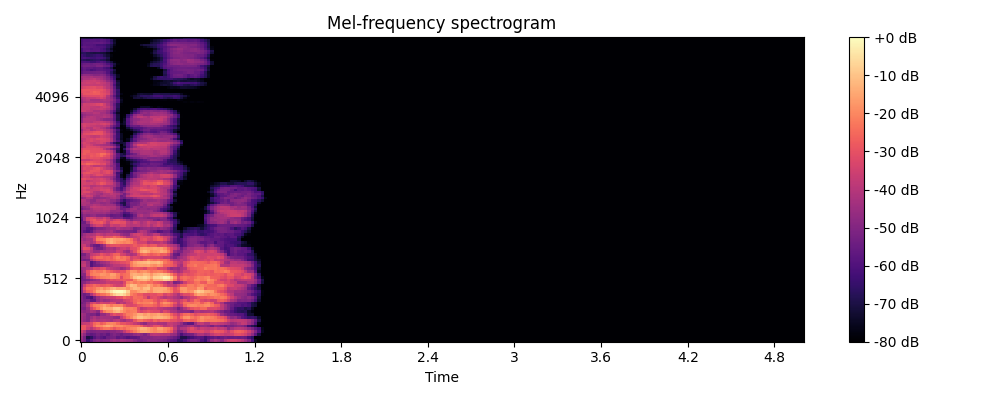 Mel-frequency spectrogram
+0 dB
4096
-10 dB
-20 dB
2048
-30 dB
Hz
-40 dB
1024
-50 dB
512
-60 dB
-70 dB
0
-80 dB
0 0.6 1.2 1.8 2.4 3 3.6 4.2 4.8
Time